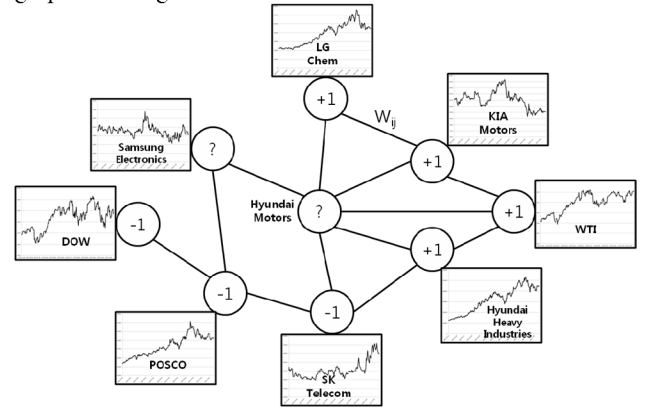 LG
Chem
+1
Wij
KIA
Motors
Samsung
Electronics
?
+1
Hyundai
Motors
?
+1
WTI
DOW
-1
+1
Hyundai
Heavy
Industries
-1
-1
POSCO
SK
Telecom